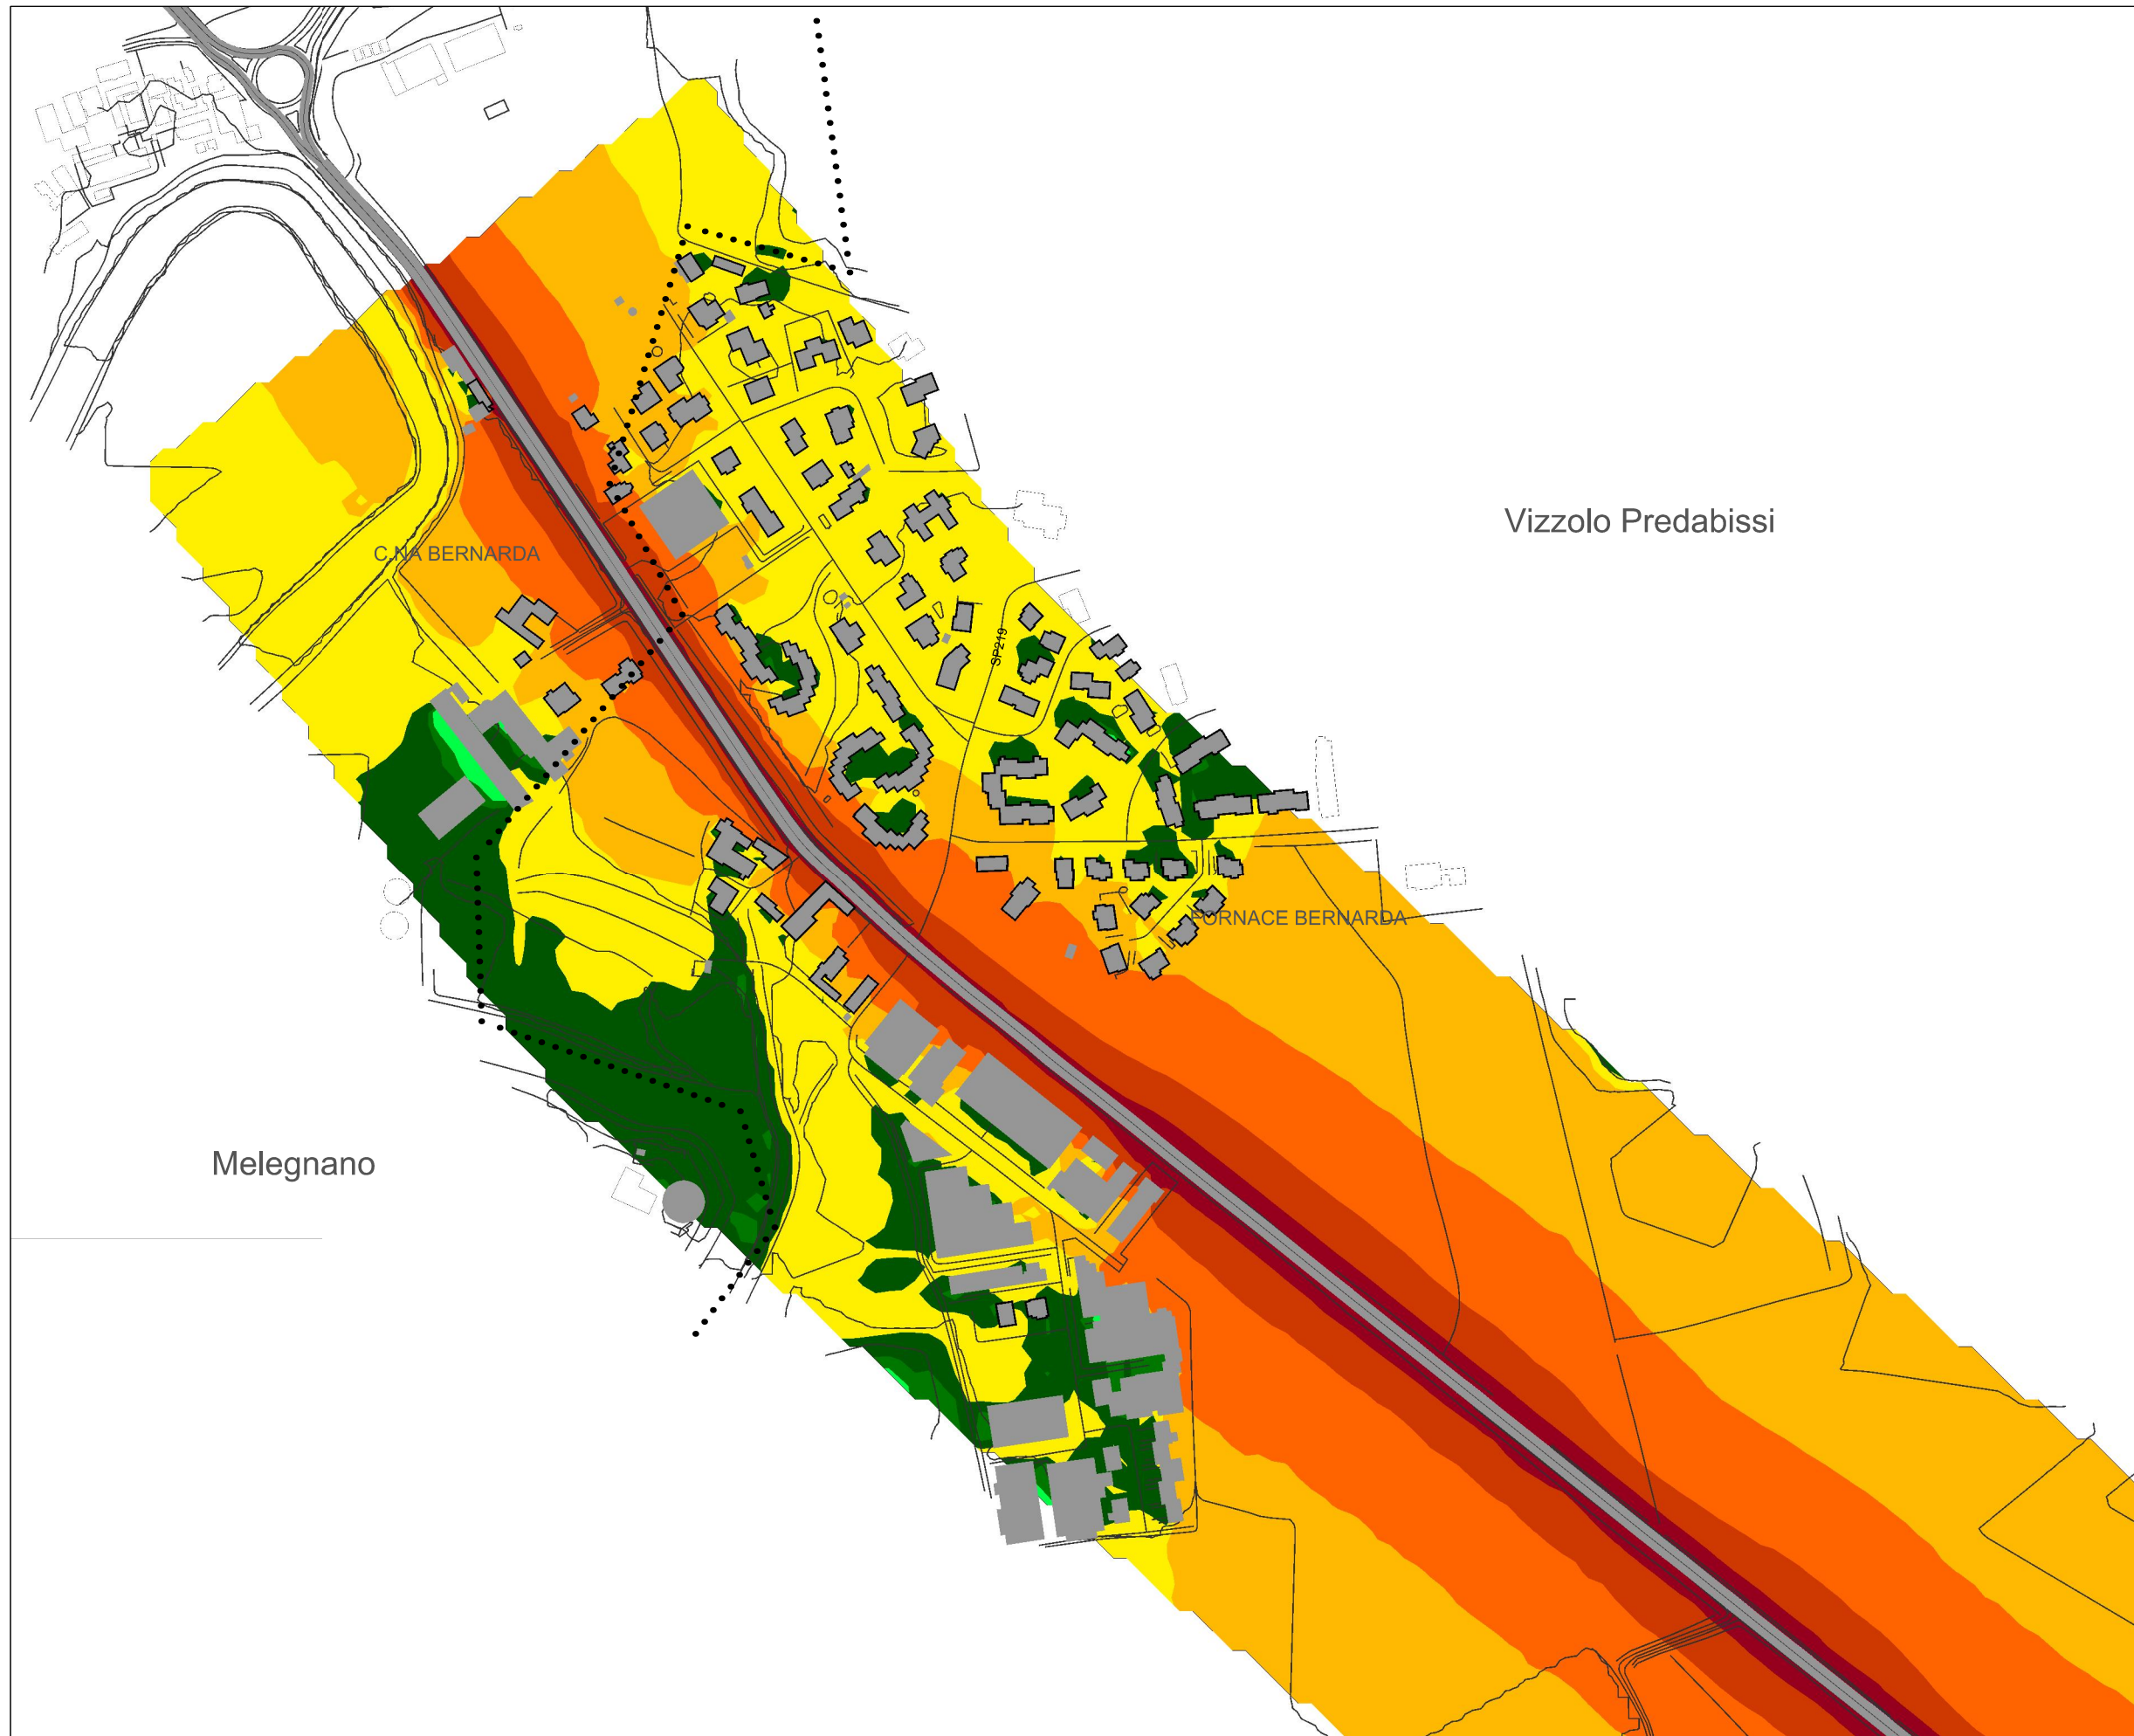 Vizzolo Predabissi
C.NA BERNARDA
SP219
FORNACE BERNARDA
Melegnano